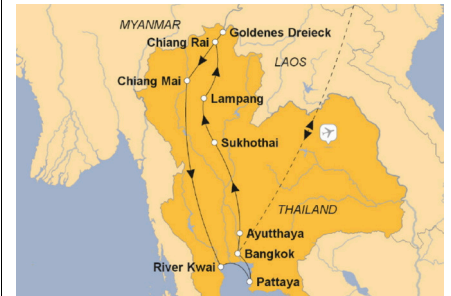 MYANMAR
Goldenes Dreieck
Chiang Rai
LAOS
Chiang Mai
Lampang
Sukhothai
THAILAND
Ayutthaya
Bangkok
River Kwai
Pattaya